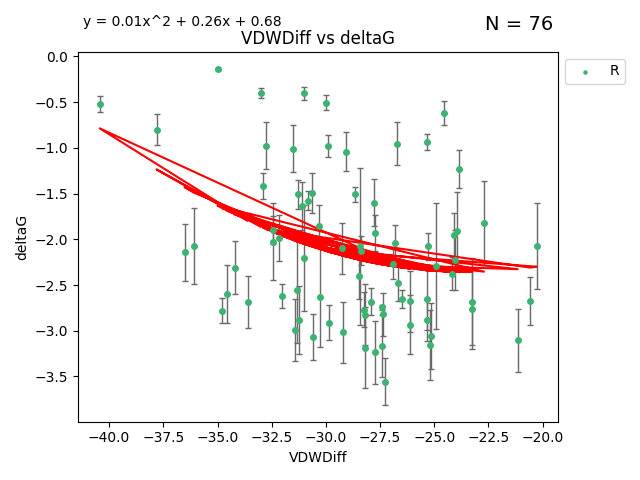 y = 0.01x^2 + 0.26x + 0.68
N = 76
VDWDiff vs deltaG
R
0.0
−0.5
−1.0
−1.5
−2.0
−2.5
−3.0
−3.5
deltaG
−40.0 −37.5 −35.0 −32.5 −30.0 −27.5 −25.0 −22.5 −20.0
VDWDiff